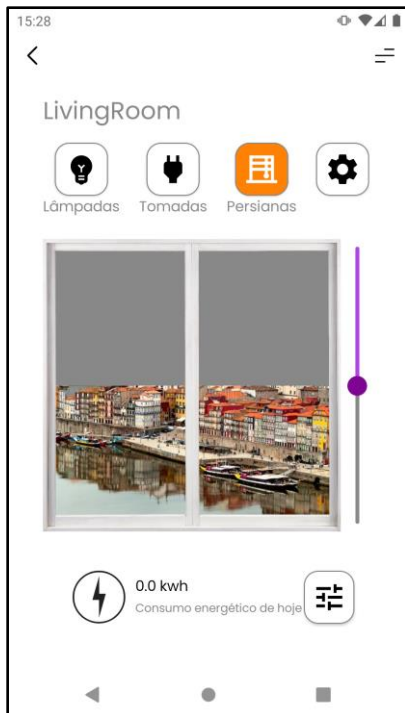 15:28
LivingRoom
Lâmpadas Tomadas Persianas
0.0 kwh
Consumo energético de hoje